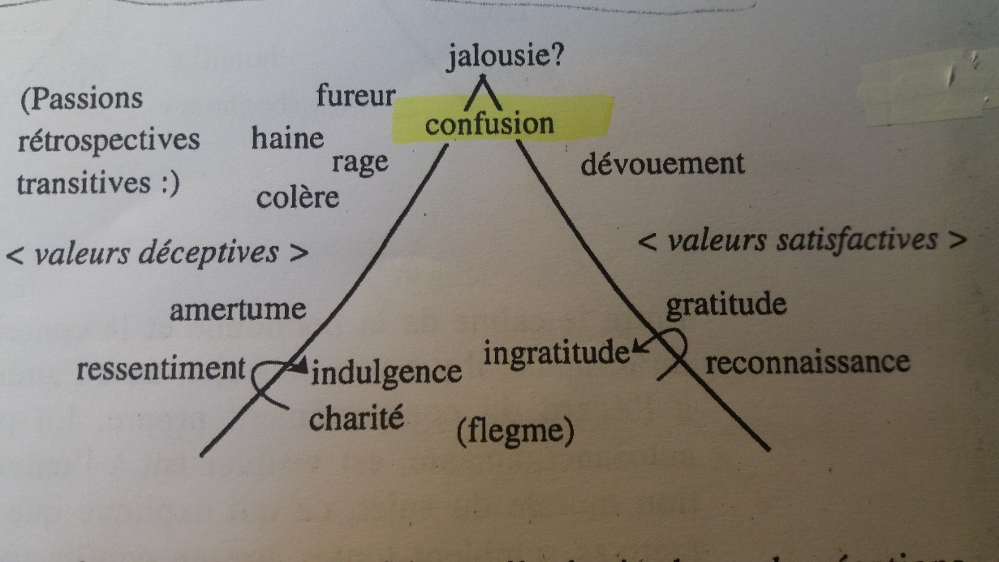 jalousie?
(Passions
fureur
confusion
rétrospectives
haine
rage
dévouement
transitives :)
colère
< valeurs déceptives >
< valeurs satisfactives >
amertume
gratitude
ressentiment
indulgence
ingratitude
reconnaissance
charité
(flegme)